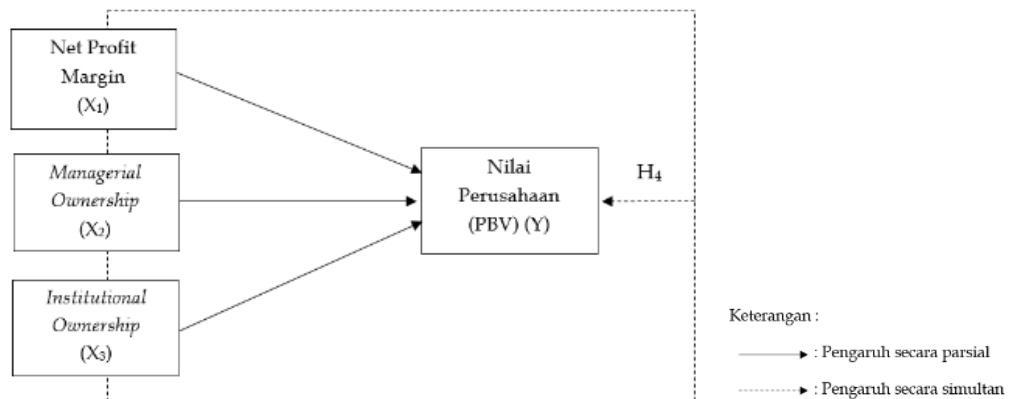 Net Profit
Margin
(X₁)
Managerial
Ownership
(X₂)
Institutional
Ownership
(X₃)
Nilai
Perusahaan
(PBV) (Y)
H₄
Keterangan :
: Pengaruh secara parsial
: Pengaruh secara simultan